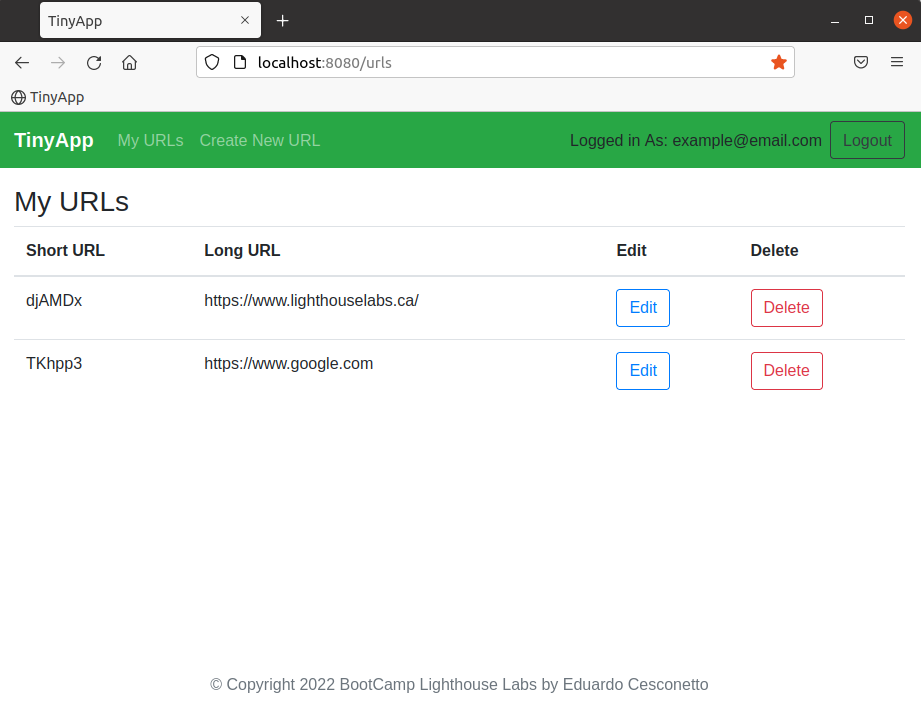 TinyApp
localhost:8080/urls
TinyApp
TinyApp My URLs Create New URL Logged in As: example@email.com Logout
My URLs
Short URL Long URL Edit Delete
djAMDx https://www.lighthouselabs.ca/ Edit Delete
TKhpp3 https://www.google.com Edit Delete
© Copyright 2022 BootCamp Lighthouse Labs by Eduardo Cesconetto